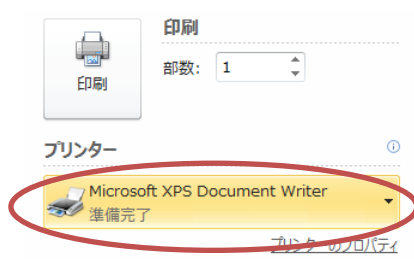 印刷
印刷
部数: 1
プリンター
Microsoft XPS Document Writer
準備完了
プリンターのプロパティ